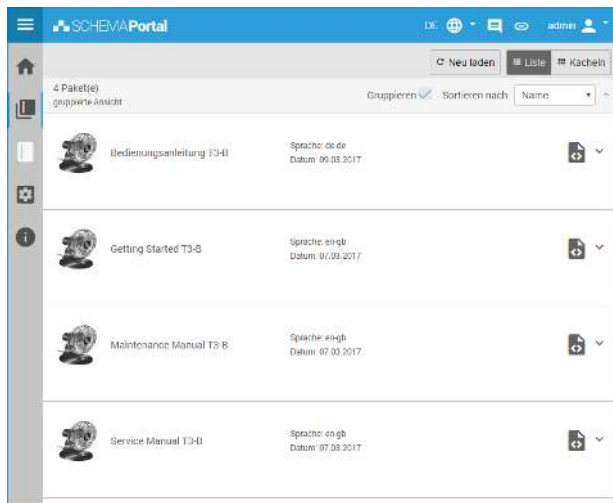 SCHEMA Portal DE admin
Neu laden Liste Kacheln
4 Paket(e)
gruppierte Ansicht
Gruppieren Sortieren nach Name
Bedienungsanleitung T3-B
Sprache: de-de
Datum: 09.03.2017
Getting Started T3-B
Sprache: en-gb
Datum: 07.03.2017
Maintenance Manual T3-B
Sprache: en-gb
Datum: 07.03.2017
Service Manual T3-B
Sprache: en-gb
Datum: 07.03.2017